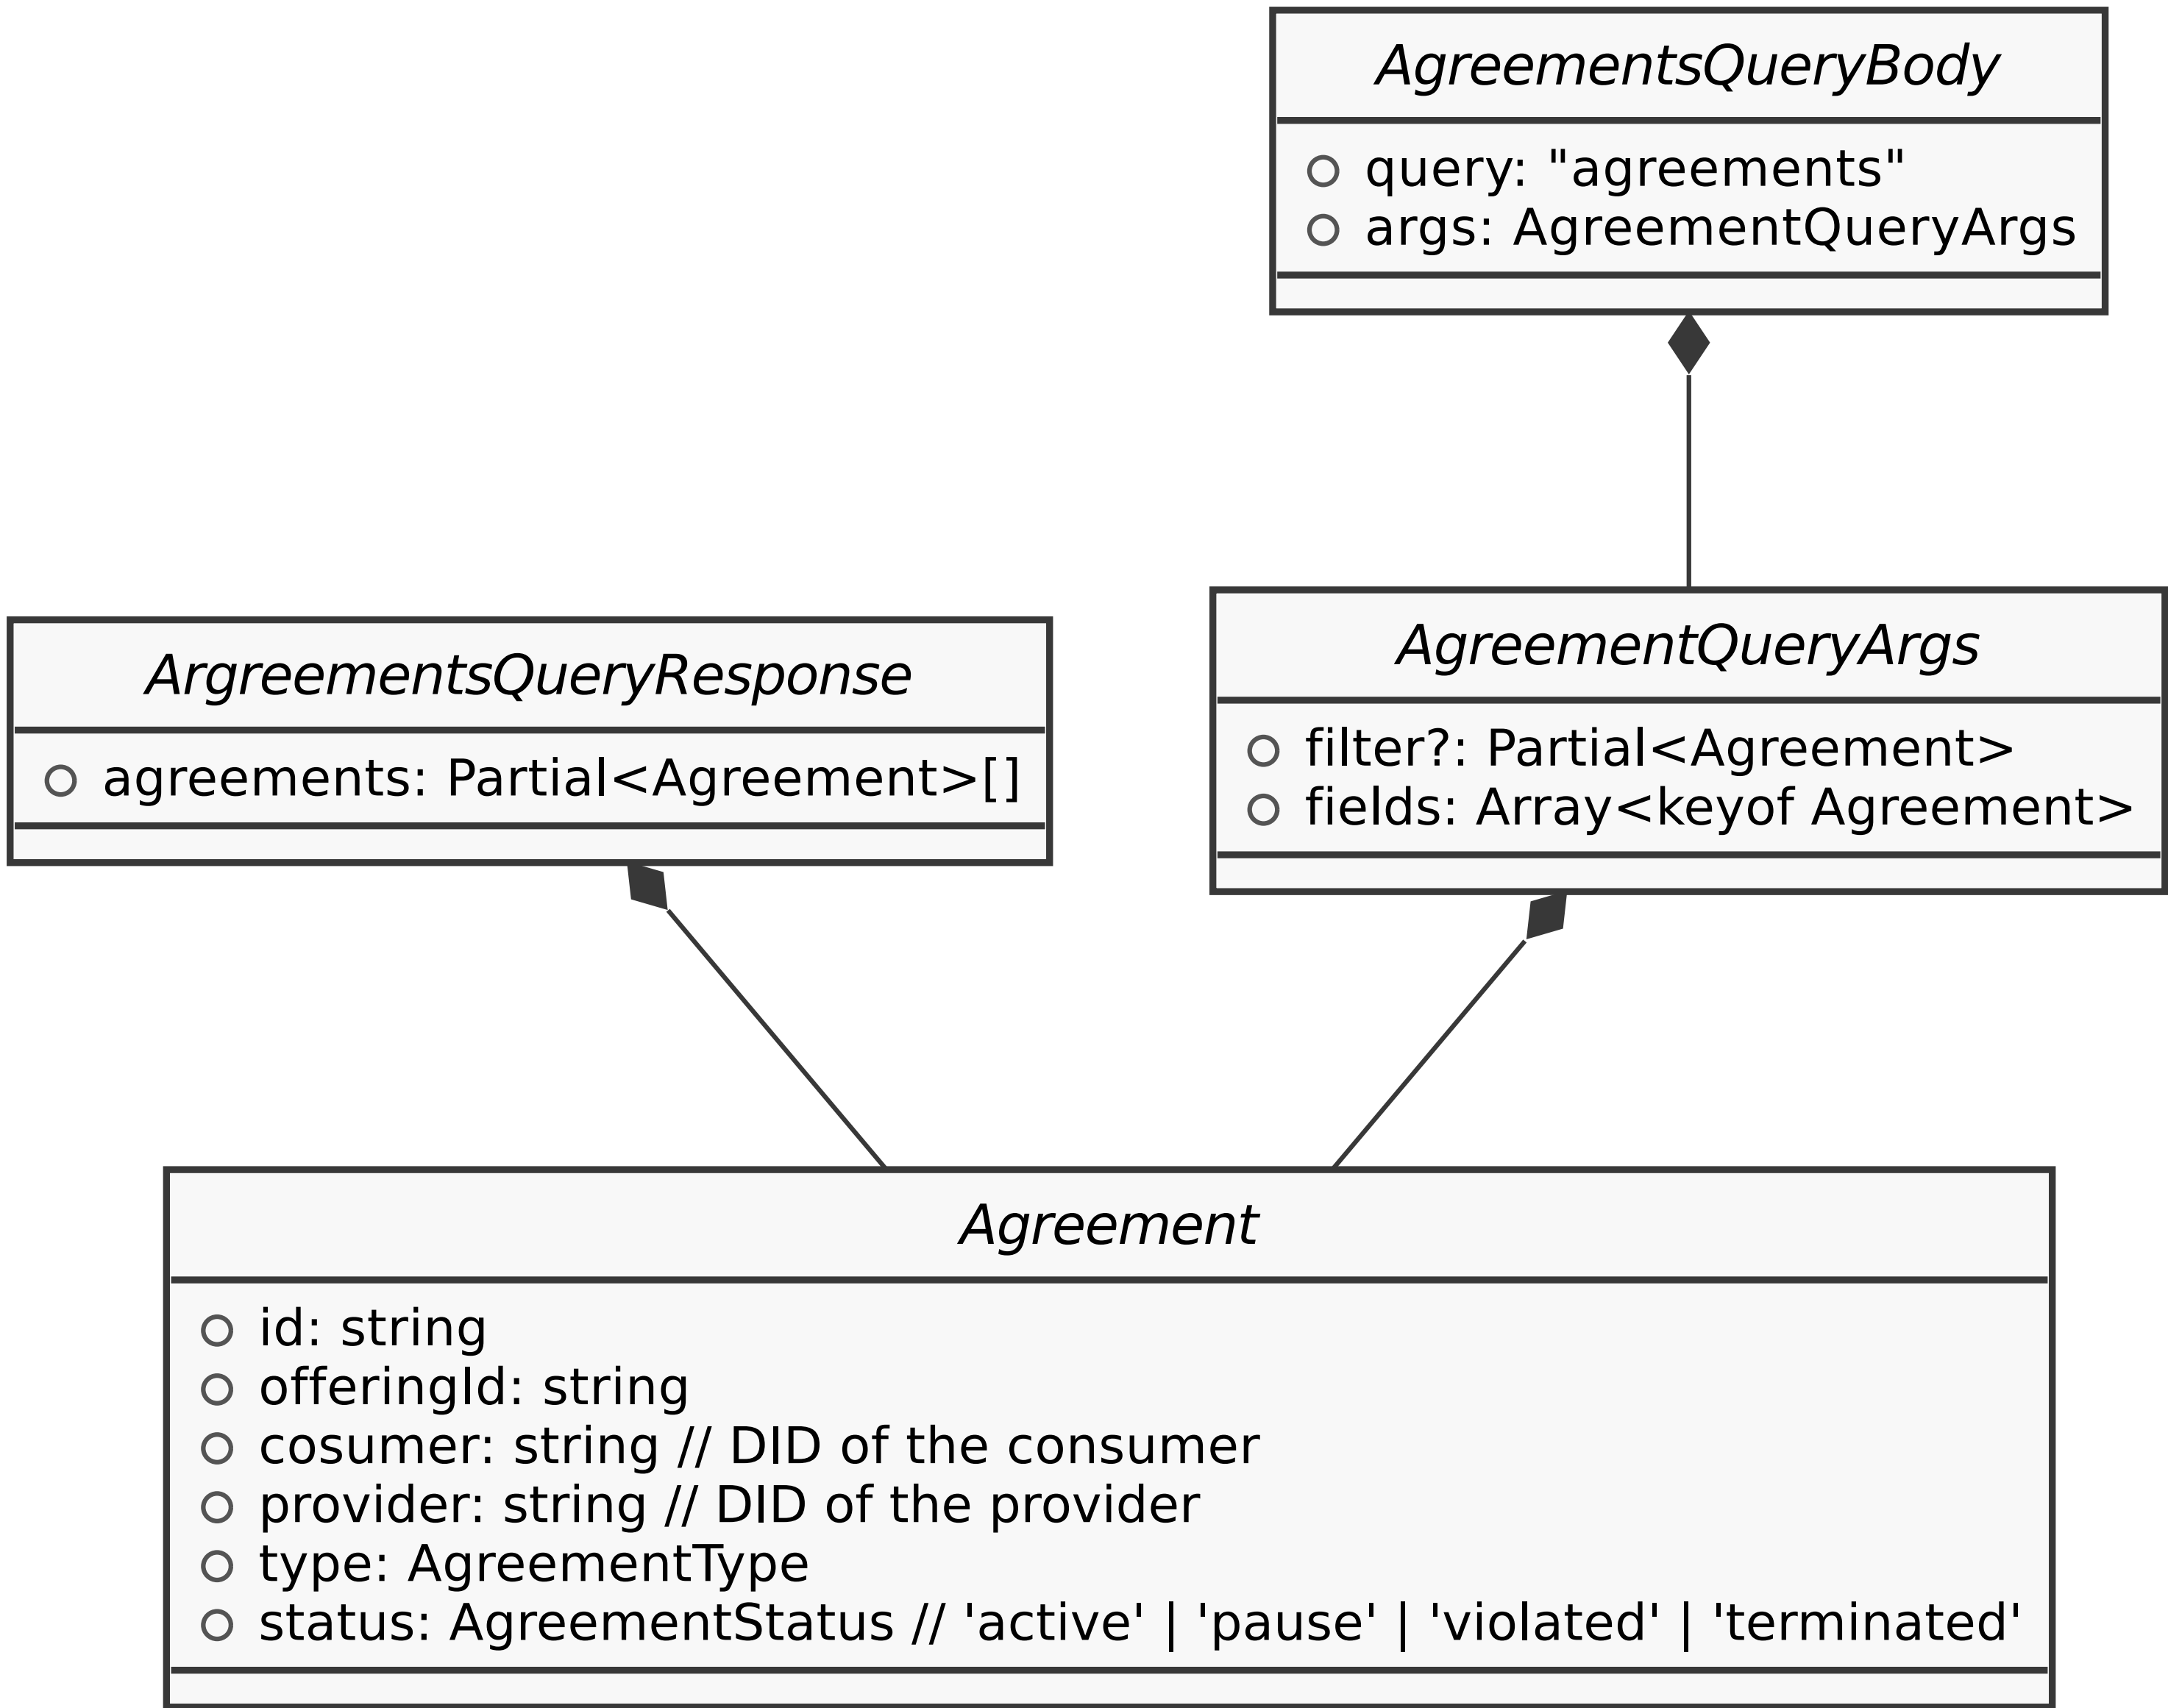 AgreementsQueryBody
query: "agreements"
args: AgreementQueryArgs
AgreementsQueryResponse
agreements: Partial<Agreement>[]
AgreementQueryArgs
filter?: Partial<Agreement>
fields: Array<keyof Agreement>
Agreement
id: string
offeringId: string
cosumer: string // DID of the consumer
provider: string // DID of the provider
type: AgreementType
status: AgreementStatus // 'active' | 'pause' | 'violated' | 'terminated'